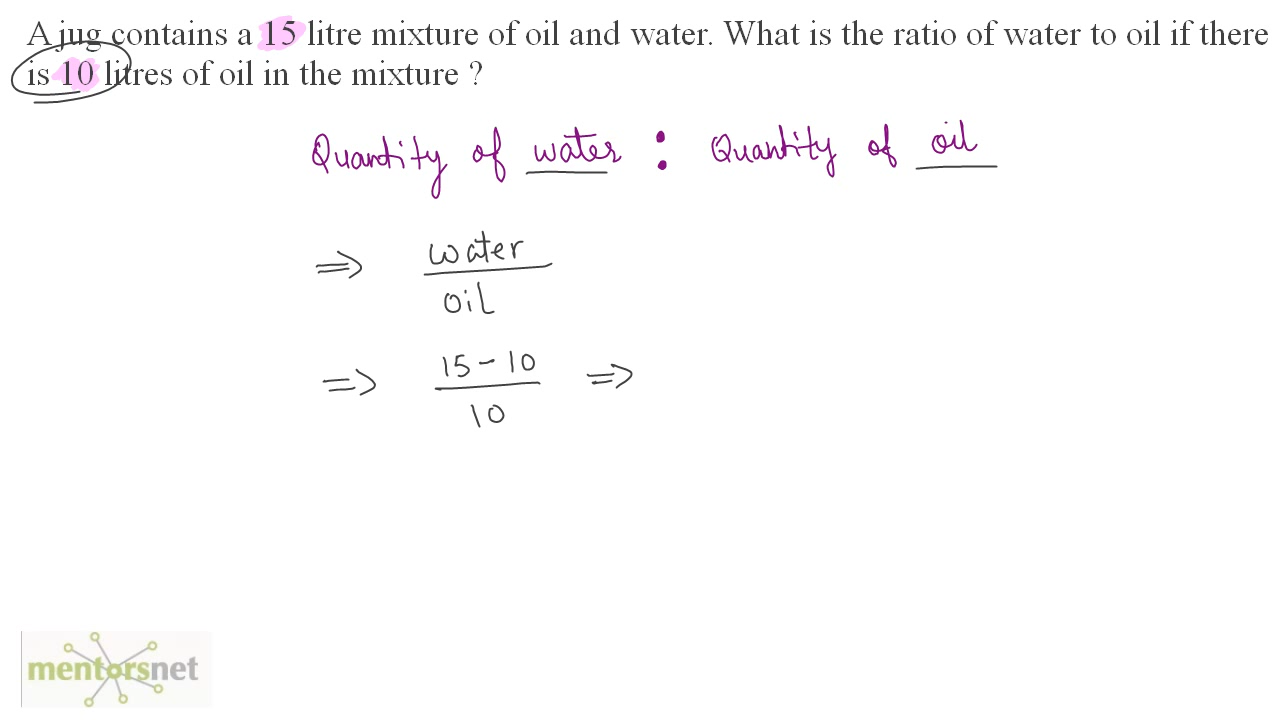 A jug contains a 15 litre mixture of oil and water. What is the ratio of water to oil if there
is 10 litres of oil in the mixture ?
Quantity of water : Quantity of oil
⇒ water
oil
⇒ 15 - 10 ⇒
10
mentorsnet